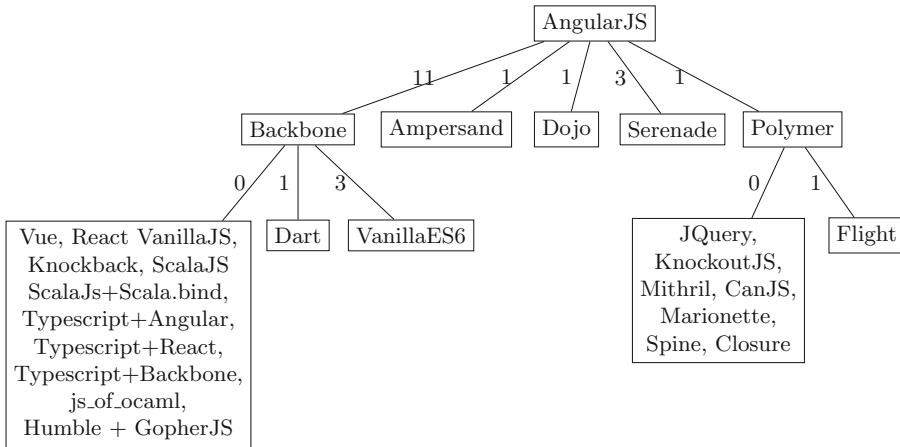 AngularJS
11 1 1 3 1
Backbone Ampersand Dojo Serenade Polymer
0 1 3 0 1
Vue, React VanillaJS,
Knockback, ScalaJS
ScalaJs+Scala.bind,
Typescript+Angular,
Typescript+React,
Typescript+Backbone,
js_of_ocaml,
Humble + GopherJS
Dart
VanillaES6
JQuery,
KnockoutJS,
Mithril, CanJS,
Marionette,
Spine, Closure
Flight